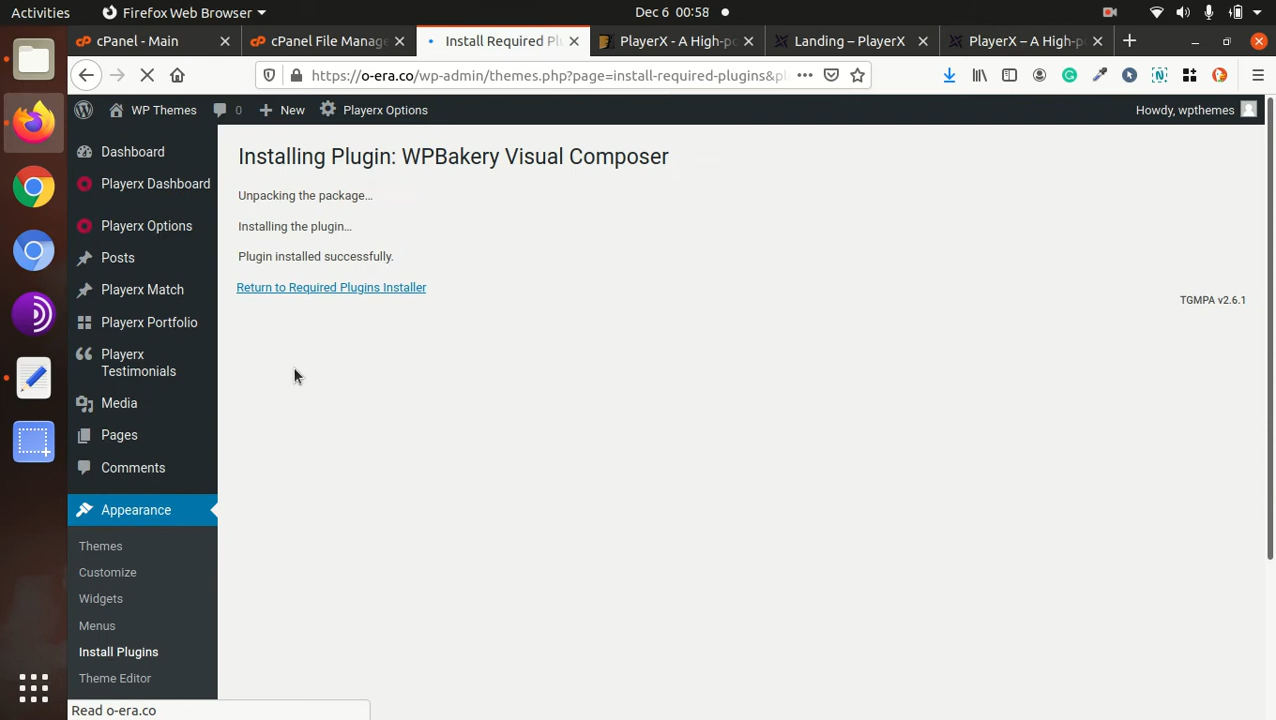 Activities
Firefox Web Browser
Dec 6 00:58
cPanel - Main
cPanel File Manage
Install Required Plu
PlayerX - A High-po
Landing – PlayerX
PlayerX – A High-po
https://o-era.co/wp-admin/themes.php?page=install-required-plugins&pl
WP Themes
0
New
Playerx Options
Howdy, wpthemes
Dashboard
Playerx Dashboard
Playerx Options
Posts
Playerx Match
Playerx Portfolio
Playerx
Testimonials
Media
Pages
Comments
Appearance
Themes
Customize
Widgets
Menus
Install Plugins
Theme Editor
Installing Plugin: WPBakery Visual Composer
Unpacking the package…
Installing the plugin…
Plugin installed successfully.
Return to Required Plugins Installer
TGMPA v2.6.1
Read o-era.co